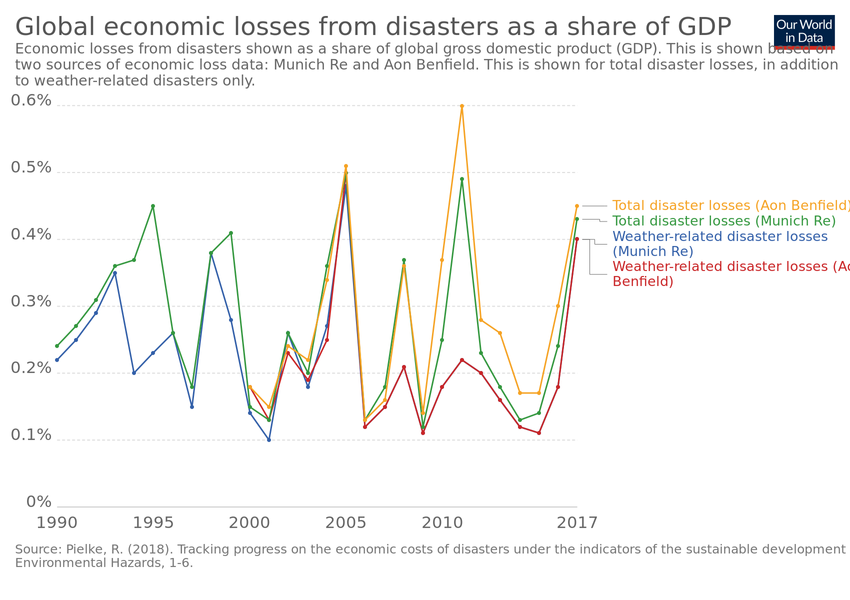 Global economic losses from disasters as a share of GDP
Our World
in Data
Economic losses from disasters shown as a share of global gross domestic product (GDP). This is shown based on
two sources of economic loss data: Munich Re and Aon Benfield. This is shown for total disaster losses, in addition
to weather-related disasters only.
0.6%
0.5%
0.4%
0.3%
0.2%
0.1%
0%
1990
1995
2000
2005
2010
2017
Total disaster losses (Aon Benfield)
Total disaster losses (Munich Re)
Weather-related disaster losses
(Munich Re)
Weather-related disaster losses (Ao
Benfield)
Source: Pielke, R. (2018). Tracking progress on the economic costs of disasters under the indicators of the sustainable development
Environmental Hazards, 1-6.